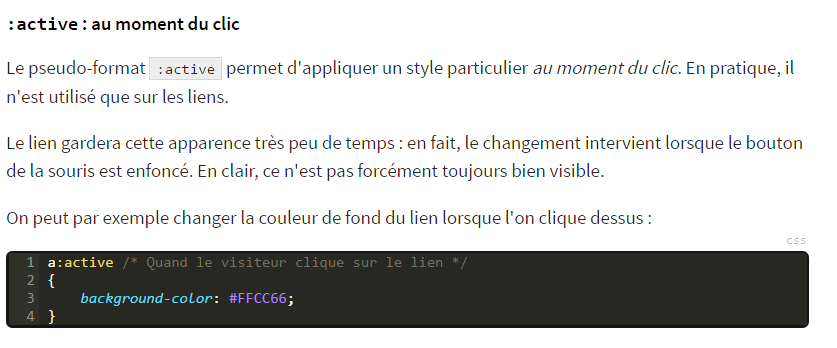 :active : au moment du clic
Le pseudo-format :active permet d'appliquer un style particulier au moment du clic. En pratique, il
n'est utilisé que sur les liens.
Le lien gardera cette apparence très peu de temps : en fait, le changement intervient lorsque le bouton
de la souris est enfoncé. En clair, ce n'est pas forcément toujours bien visible.
On peut par exemple changer la couleur de fond du lien lorsque l'on clique dessus :
css
1 a:active /* Quand le visiteur clique sur le lien */
2 {
3     background-color: #FFCC66;
4 }